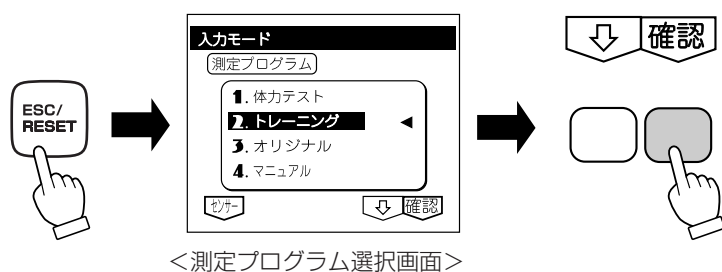 ESC/
RESET
入力モード
測定プログラム
1. 体力テスト
2. トレーニング
3. オリジナル
4. マニュアル
センサー
確認
確認
<測定プログラム選択画面>